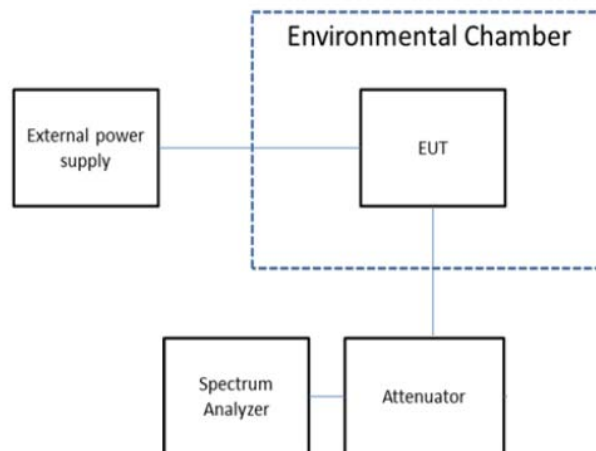 Environmental Chamber
External power
supply
EUT
Spectrum
Analyzer
Attenuator